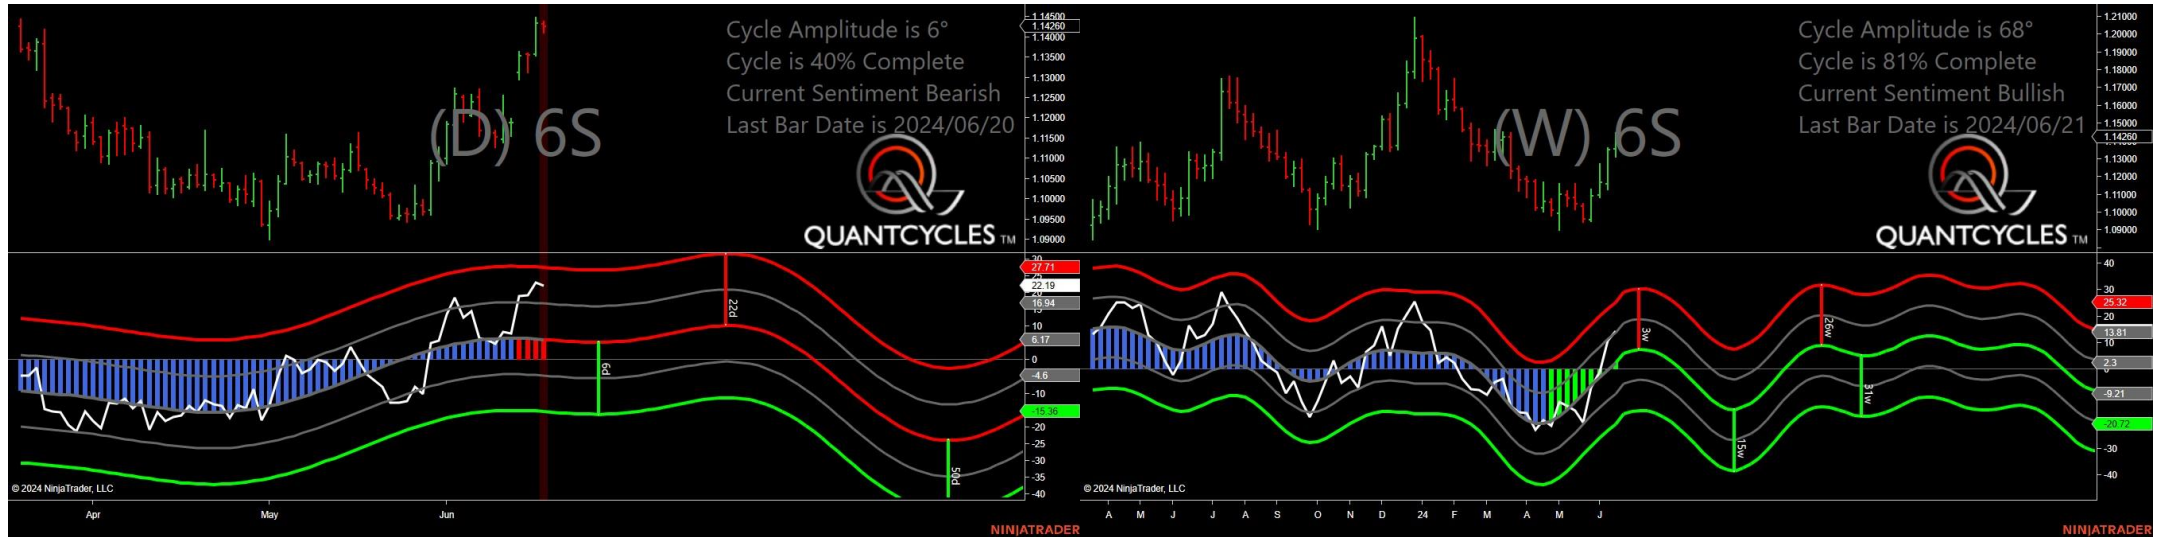 Cycle Amplitude is 6°
Cycle is 40% Complete
Current Sentiment Bearish
Last Bar Date is 2024/06/20
(D) 6S
QUANTCYCLES TM
1.14500
1.14260
1.14000
1.13500
1.13000
1.12500
1.12000
1.11500
1.11000
1.10500
1.10000
1.09500
1.09000
30
27.71
25
22.19
16.94
10
6.17
0
-4.6
-10
-15.36
-20
-25
-30
-35
-40
22d
6d
50d
© 2024 NinjaTrader, LLC
Apr
May
Jun
NINJATRADER
Cycle Amplitude is 68°
Cycle is 81% Complete
Current Sentiment Bullish
Last Bar Date is 2024/06/21
(W) 6S
QUANTCYCLES TM
1.21000
1.20000
1.19000
1.18000
1.17000
1.16000
1.15000
1.14260
1.13000
1.12000
1.11000
1.10000
1.09000
40
30
25.32
20
13.81
10
2.3
0
-9.21
-20.72
-30
-40
3w
15w
26w
31w
© 2024 NinjaTrader, LLC
A
M
J
J
A
S
O
N
D
24
F
M
A
M
J
NINJATRADER